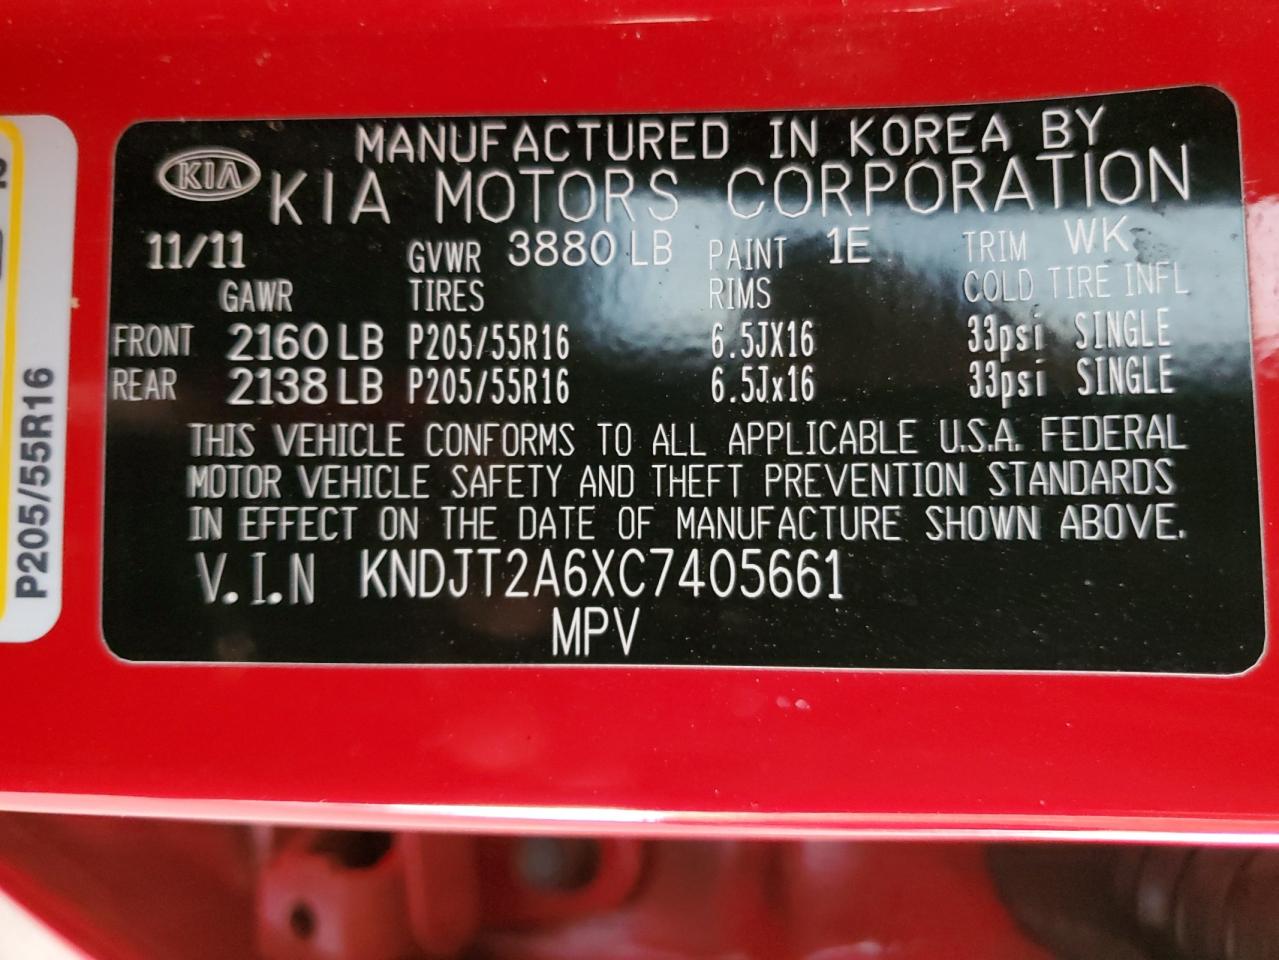 MANUFACTURED IN KOREA BY
KIA KIA MOTORS CORPORATION
11/11 GVWR 3880 LB PAINT 1E TRIM WK
GAWR TIRES RIMS COLD TIRE INFL
FRONT 2160 LB P205/55R16 6.5JX16 33psi SINGLE
REAR 2138 LB P205/55R16 6.5Jx16 33psi SINGLE
THIS VEHICLE CONFORMS TO ALL APPLICABLE U.S.A. FEDERAL
MOTOR VEHICLE SAFETY AND THEFT PREVENTION STANDARDS
IN EFFECT ON THE DATE OF MANUFACTURE SHOWN ABOVE.
V.I.N KNDJT2A6XC7405661
MPV
P205/55R16